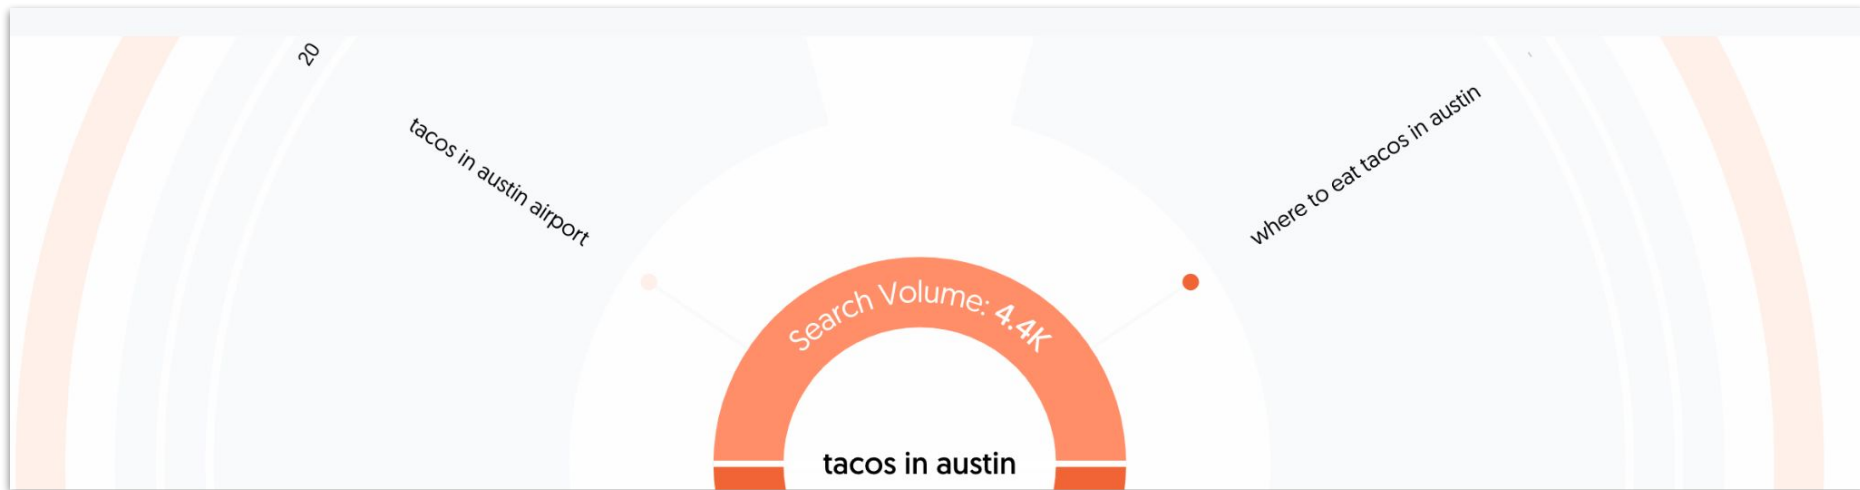 20
tacos in austin airport
where to eat tacos in austin
Search Volume: 4.4K
tacos in austin